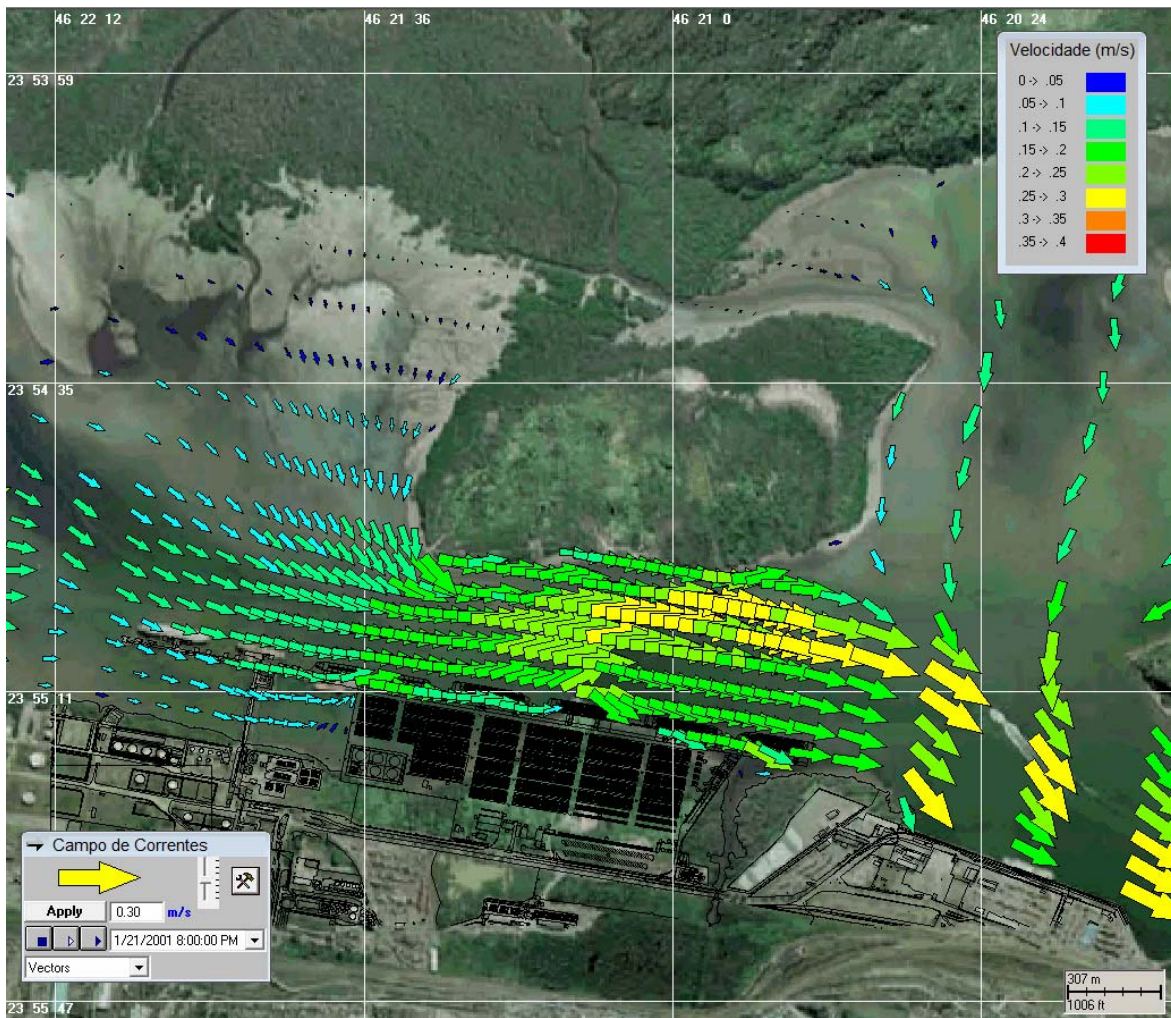 46 22 12
46 21 36
46 21 0
46 20 24
Velocidade (m/s)
0 -> .05
.05 -> .1
.1 -> .15
.15 -> .2
.2 -> .25
.25 -> .3
.3 -> .35
.35 -> .4
23 53 59
23 54 35
23 55 11
Campo de Correntes
Apply 0.30 m/s
1/21/2001 8:00:00 PM
Vectors
307 m
1006 ft
23 55 47